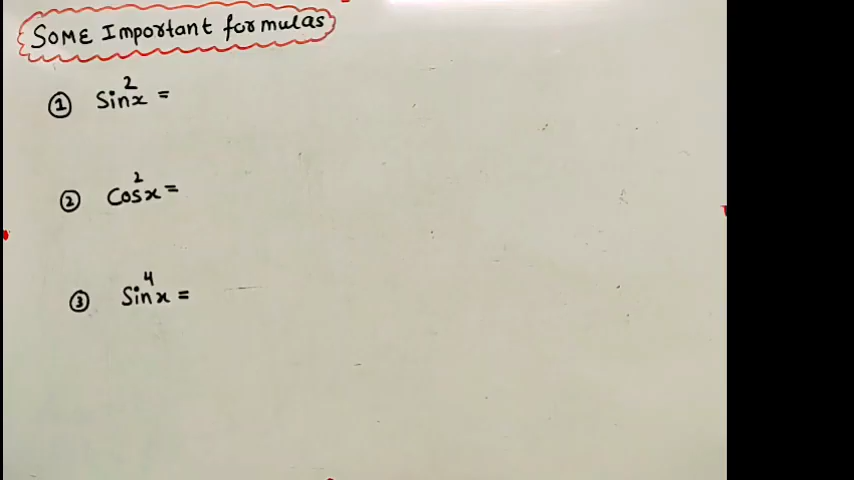 SOME Important formulas
① Sin²x =
② Cos²x =
③ Sin⁴x =